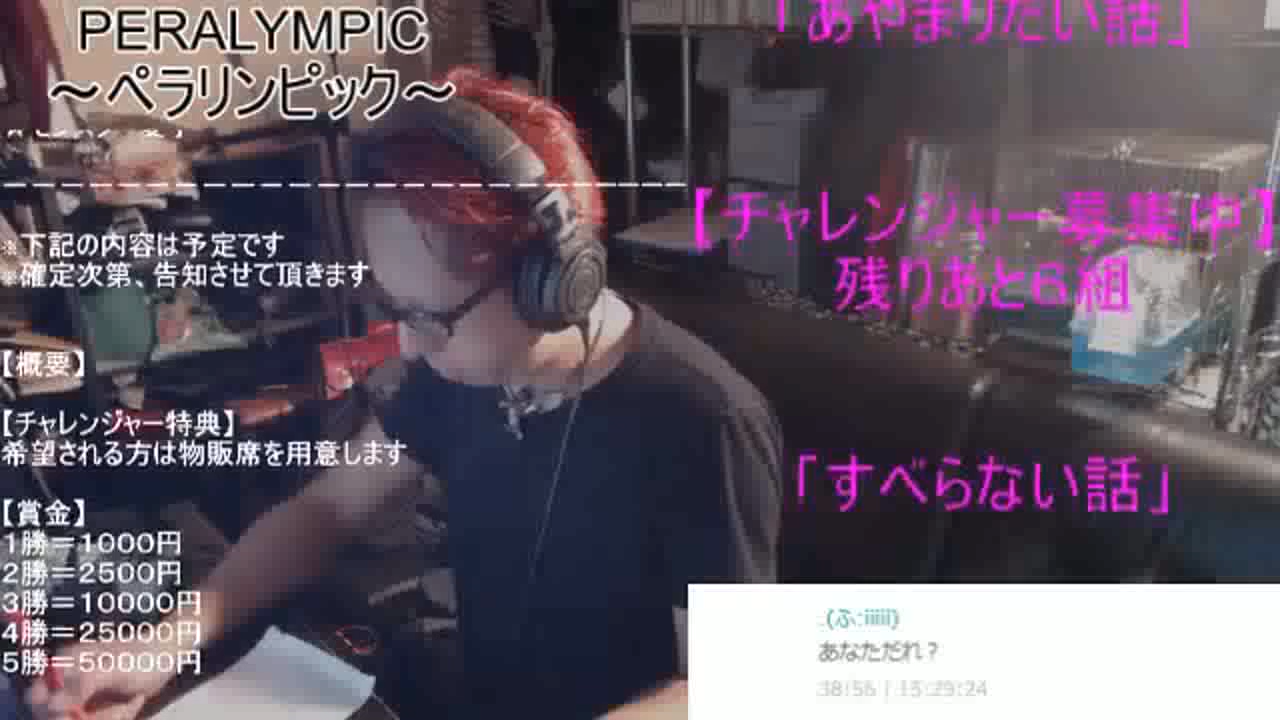 PERALYMPIC
～ペラリンピック～
※下記の内容は予定です
※確定次第、告知させて頂きます
【概要】
【チャレンジャー特典】
希望される方は物販席を用意します
【賞金】
1勝＝1000円
2勝＝2500円
3勝＝10000円
4勝＝25000円
5勝＝50000円
「あやまりたい話」
【チャレンジャー募集中】
残りあと６組
「すべらない話」
.(ふ:iiiii)
あなただれ？
38:56 | 15:29:24